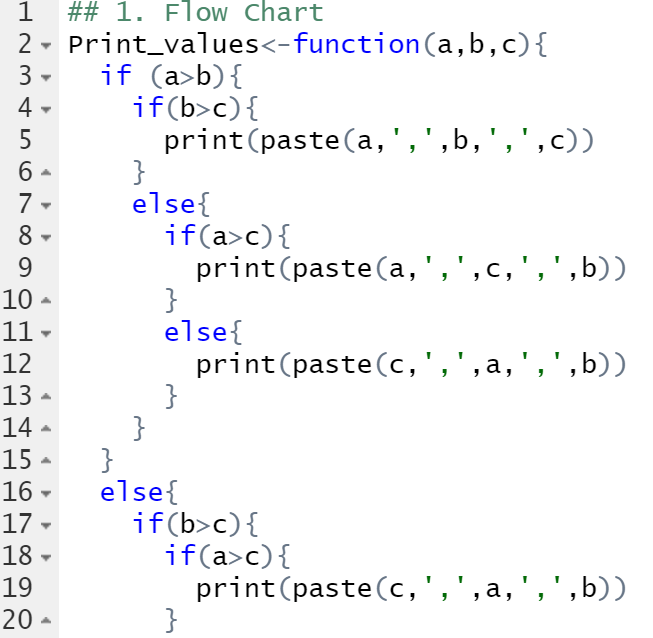 1 ## 1. Flow Chart
2 Print_values<-function(a,b,c){
3   if (a>b){
4     if(b>c){
5       print(paste(a,',',b,',',c))
6     }
7     else{
8       if(a>c){
9         print(paste(a,',',c,',',b))
10       }
11       else{
12         print(paste(c,',',a,',',b))
13       }
14     }
15   }
16   else{
17     if(b>c){
18       if(a>c){
19         print(paste(c,',',a,',',b))
20       }